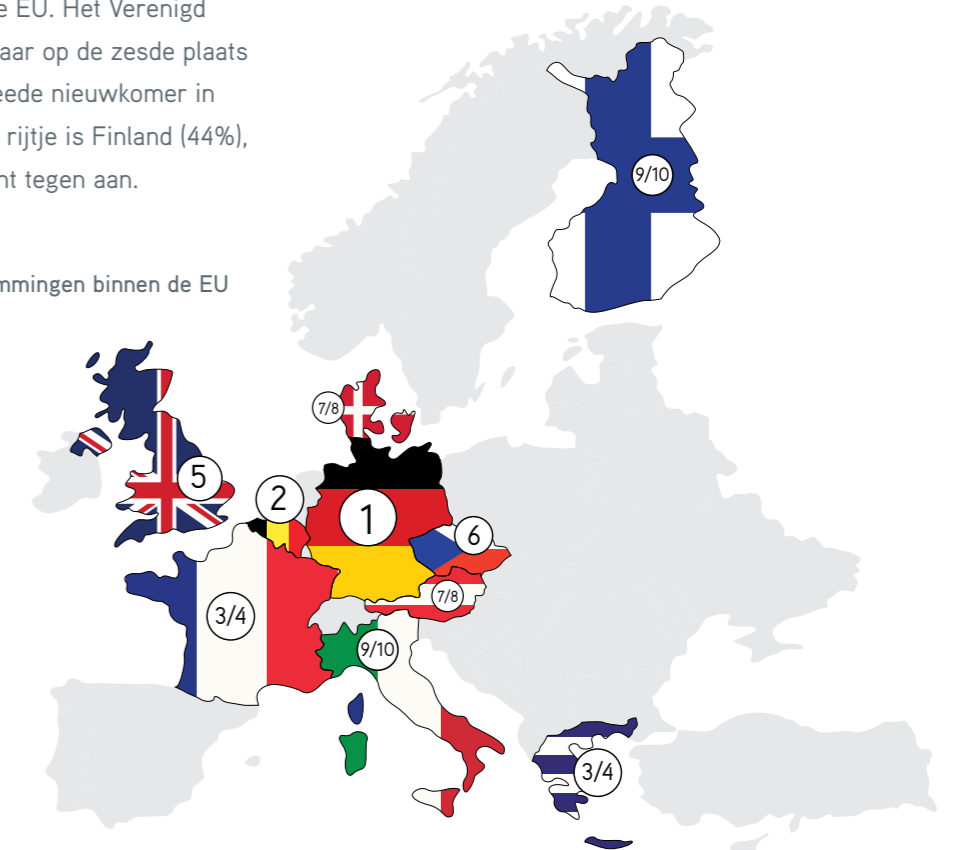 e EU. Het Verenigd
aar op de zesde plaats
eede nieuwkomer in
rijtje is Finland (44%),
nt tegen aan.
mmingen binnen de EU
9/10
7/8
5
2
1
6
7/8
3/4
9/10
3/4